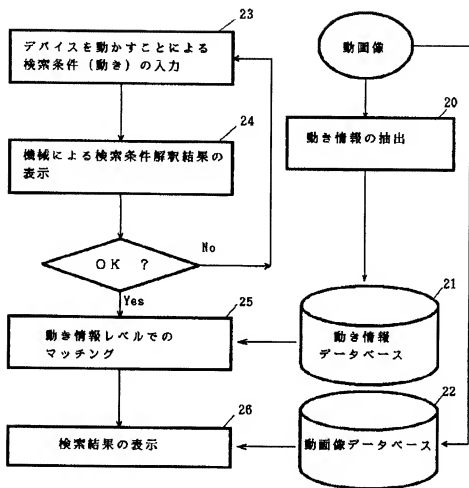 23
デバイスを動かすことによる
検索条件(動き)の入力
24
機械による検索条件解釈結果の
表示
OK ?
No
Yes
25
動き情報レベルでの
マッチング
26
検索結果の表示
動画像
20
動き情報の抽出
21
動き情報
データベース
22
動画像データベース